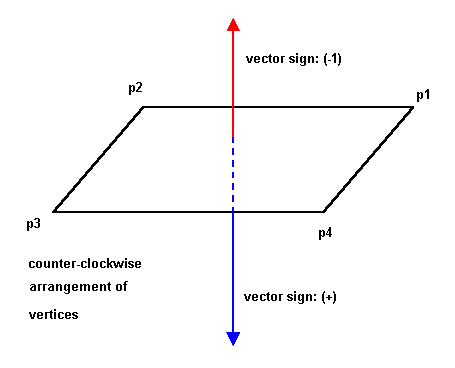 vector sign: (-1)
p2
p1
p3
p4
counter-clockwise
arrangement of
vertices
vector sign: (+)